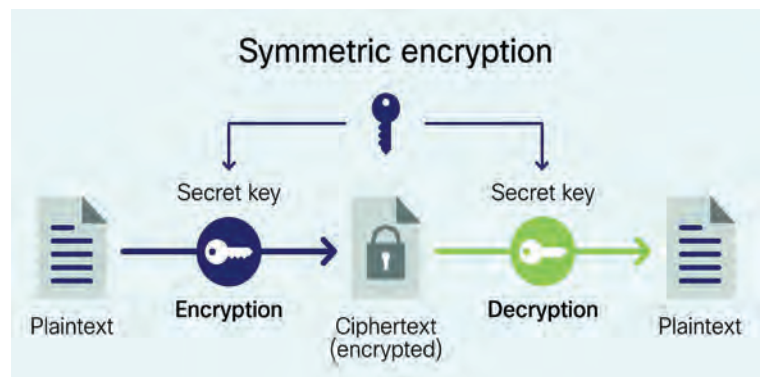 Symmetric encryption
Secret key
Secret key
Encryption
Decryption
Plaintext
Ciphertext
(encrypted)
Plaintext